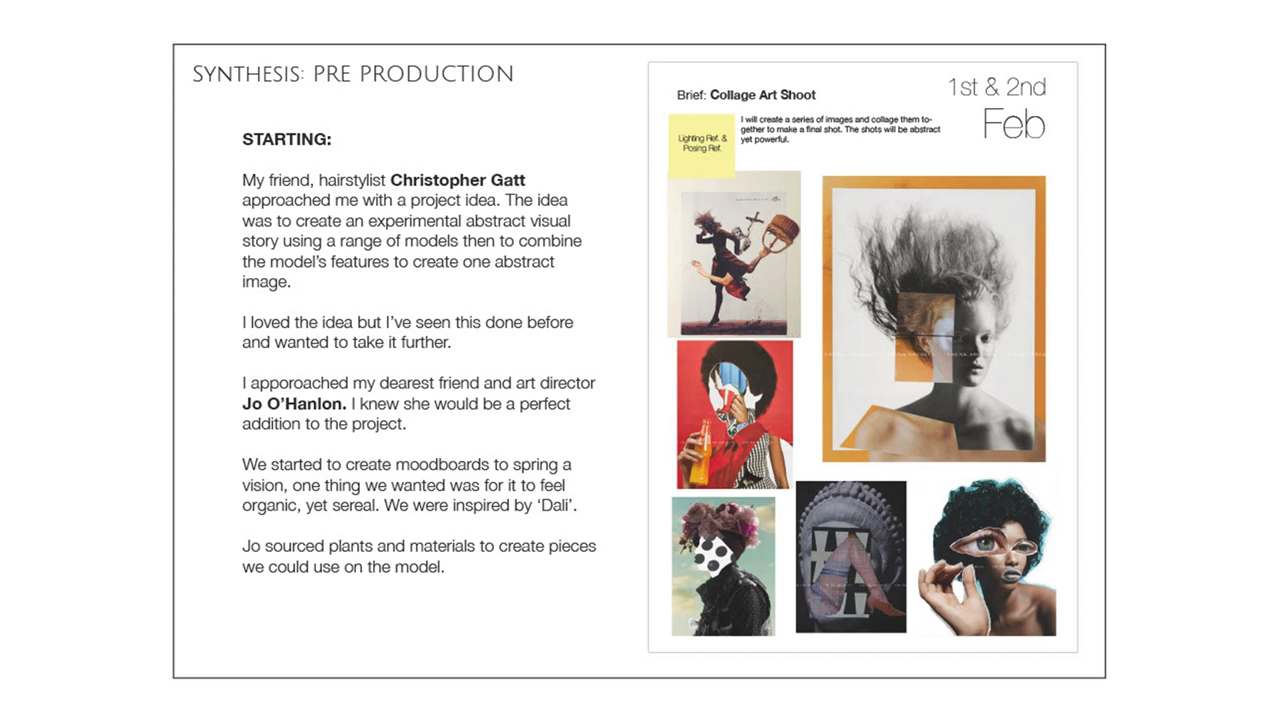 SYNTHESIS: PRE PRODUCTION
STARTING:
My friend, hairstylist Christopher Gatt
approached me with a project idea. The idea
was to create an experimental abstract visual
story using a range of models then to combine
the model's features to create one abstract
image.
I loved the idea but I've seen this done before
and wanted to take it further.
I apporoached my dearest friend and art director
Jo O'Hanlon. I knew she would be a perfect
addition to the project.
We started to create moodboards to spring a
vision, one thing we wanted was for it to feel
organic, yet sereal. We were inspired by 'Dali'.
Jo sourced plants and materials to create pieces
we could use on the model.
Brief: Collage Art Shoot
1st & 2nd
Feb
Lighting Ref. &
Posing Ref.
I will create a series of images and collage them to-
gether to make a final shot. The shots will be abstract
yet powerful.